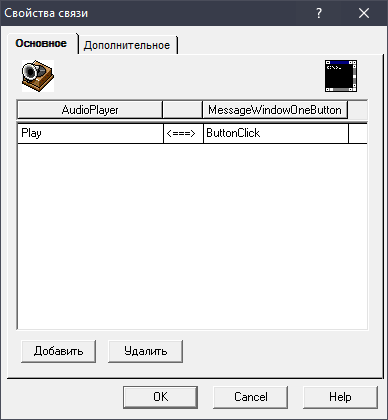 Свойства связи
Основное Дополнительное
AudioPlayer MessageWindowOneButton
Play <===> ButtonClick
Добавить Удалить
OK Cancel Help